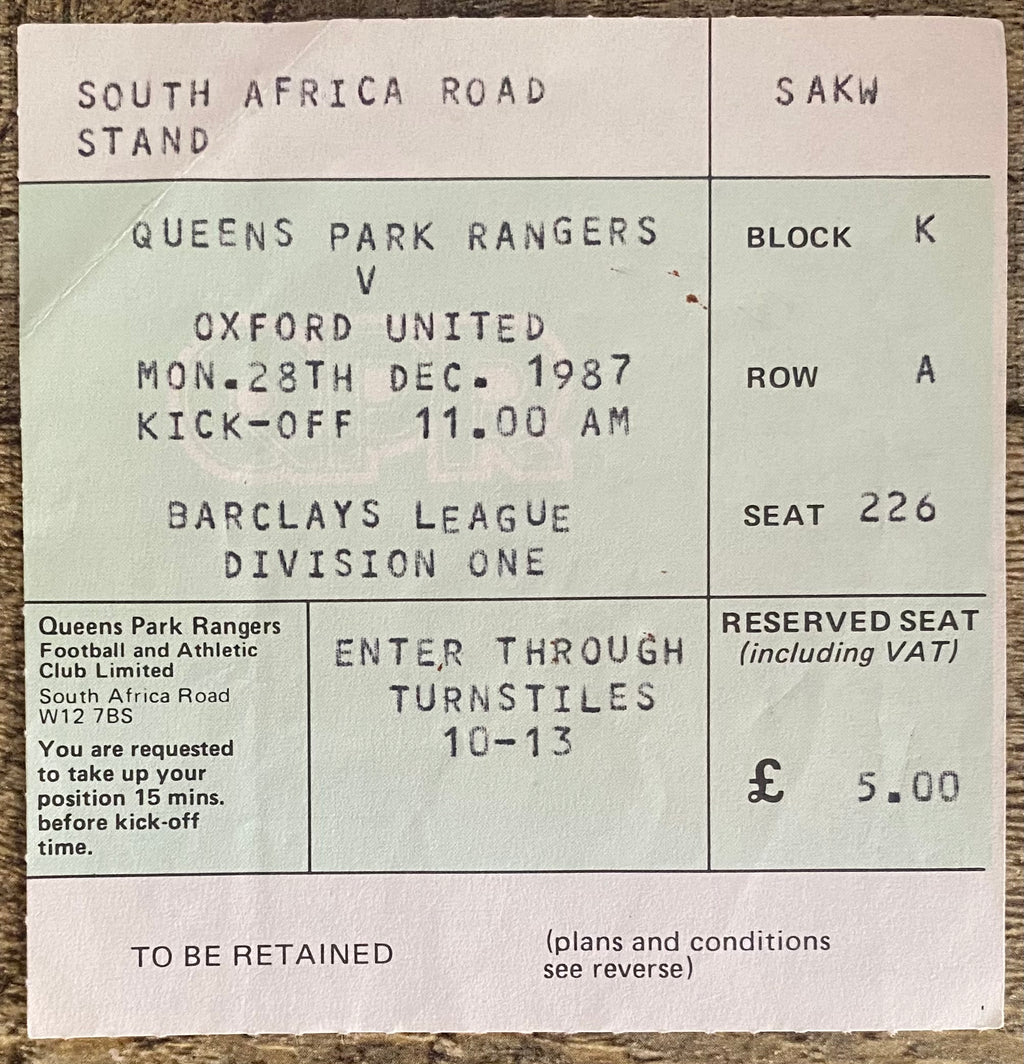 SOUTH AFRICA ROAD
STAND
SAKW
QUEENS PARK RANGERS
V
OXFORD UNITED
MON.28TH DEC. 1987
KICK-OFF 11.00 AM
BARCLAYS LEAGUE
DIVISION ONE
QPR
BLOCK K
ROW A
SEAT 226
Queens Park Rangers
Football and Athletic
Club Limited
South Africa Road
W12 7BS
You are requested
to take up your
position 15 mins.
before kick-off
time.
ENTER THROUGH
TURNSTILES
10-13
RESERVED SEAT
(including VAT)
£ 5.00
TO BE RETAINED
(plans and conditions
see reverse)